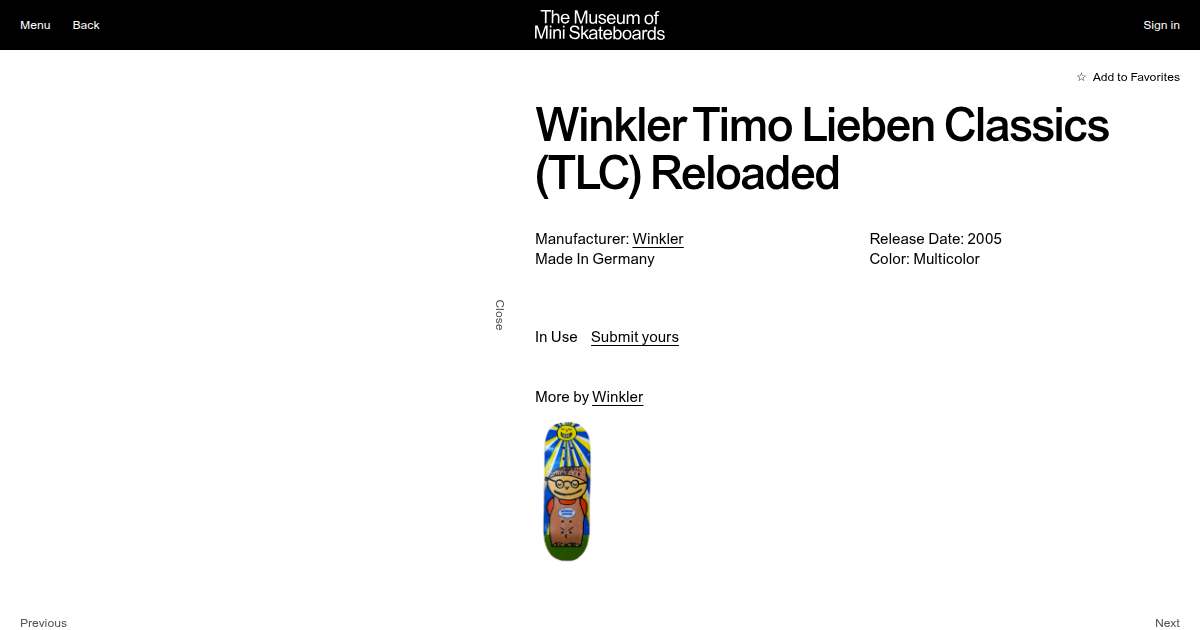 Menu
Back
The Museum of
Mini Skateboards
Sign in
☆ Add to Favorites
Winkler Timo Lieben Classics
(TLC) Reloaded
Manufacturer: Winkler
Made In Germany
Release Date: 2005
Color: Multicolor
Close
In Use
Submit yours
More by Winkler
Previous
Next